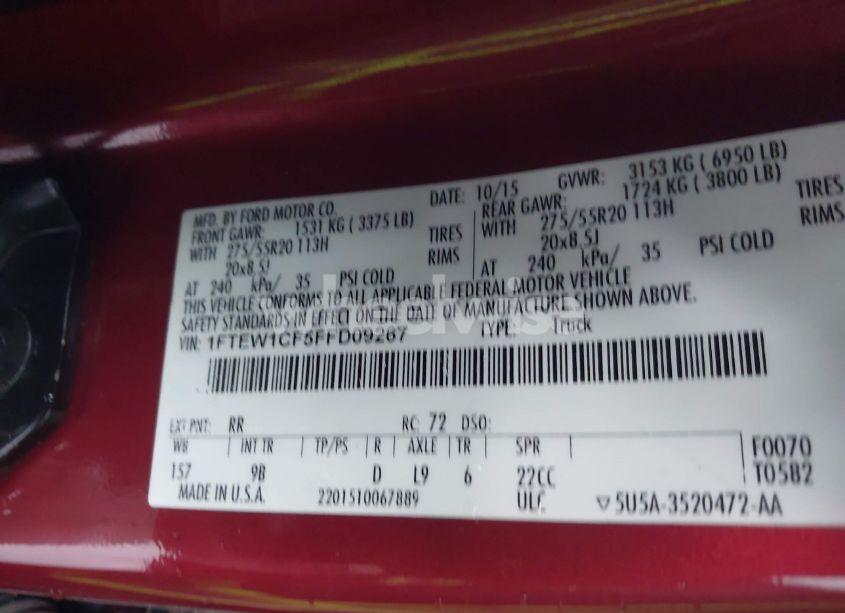 MFD. BY FORD MOTOR CO. DATE: 10/15 GVWR: 3153 KG ( 6950 LB)
FRONT GAWR: 1531 KG ( 3375 LB) REAR GAWR: 1724 KG ( 3800 LB)
WITH 275/55R20 113H TIRES WITH 275/55R20 113H TIRES
20x8.5J RIMS 20x8.5J RIMS
AT 240 kPa/ 35 PSI COLD AT 240 kPa/ 35 PSI COLD
THIS VEHICLE CONFORMS TO ALL APPLICABLE FEDERAL MOTOR VEHICLE
SAFETY STANDARDS IN EFFECT ON THE DATE OF MANUFACTURE SHOWN ABOVE.
VIN: 1FTEW1CF5FFD09267 TYPE: Truck
EXT PNT: RR RC: 72 DSO:
WB INT TR TP/PS R AXLE TR SPR F0070
157 9B D L9 6 22CC T0582
MADE IN U.S.A. 2201510067889 ULC 5U5A-3520472-AA